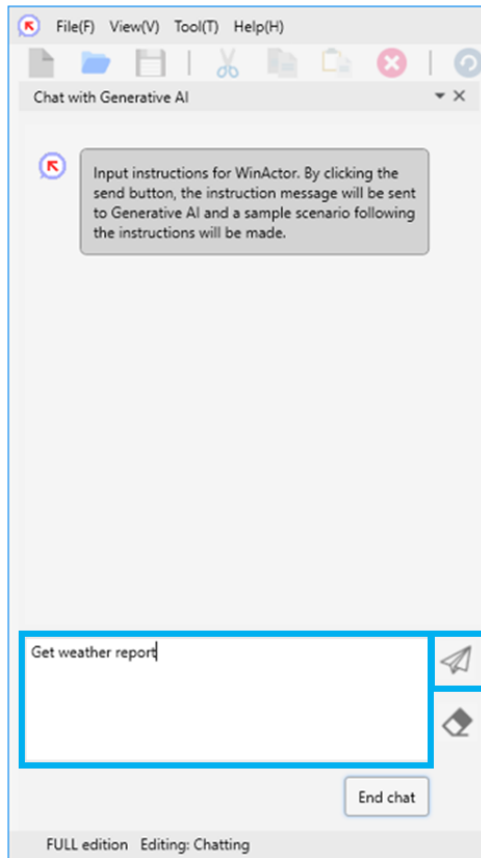 File(F) View(V) Tool(T) Help(H)
Chat with Generative AI
Input instructions for WinActor. By clicking the
send button, the instruction message will be sent
to Generative AI and a sample scenario following
the instructions will be made.
Get weather report
End chat
FULL edition Editing: Chatting